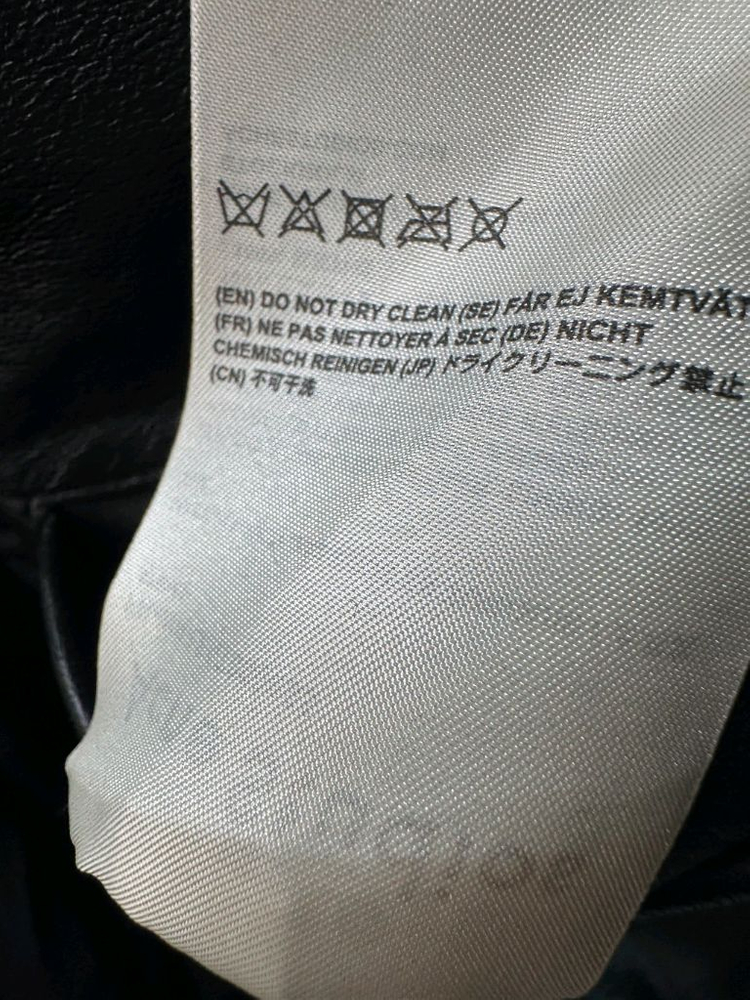 (EN) DO NOT DRY CLEAN (SE) FÅR EJ KEMTVÄT
(FR) NE PAS NETTOYER À SEC (DE) NICHT
CHEMISCH REINIGEN (JP) ドライクリーニング禁止
(CN) 不可干洗